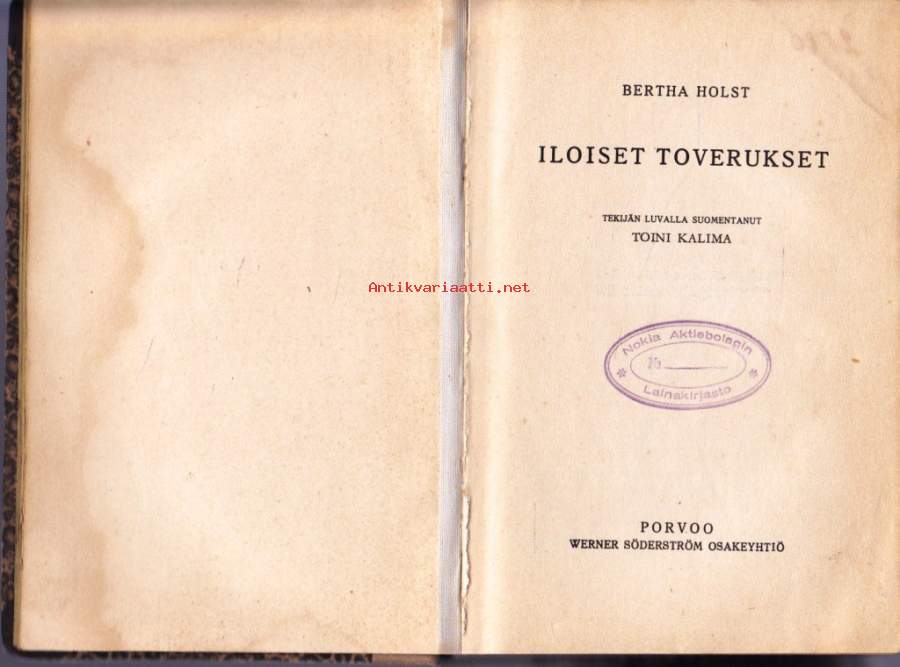 BERTHA HOLST
ILOISET TOVERUKSET
TEKIJÄN LUVALLA SUOMENTANUT
TOINI KALIMA
Antikvariaatti.net
Nokia Aktiebolagin
Lainakirjasto
PORVOO
WERNER SÖDERSTRÖM OSAKEYHTIÖ